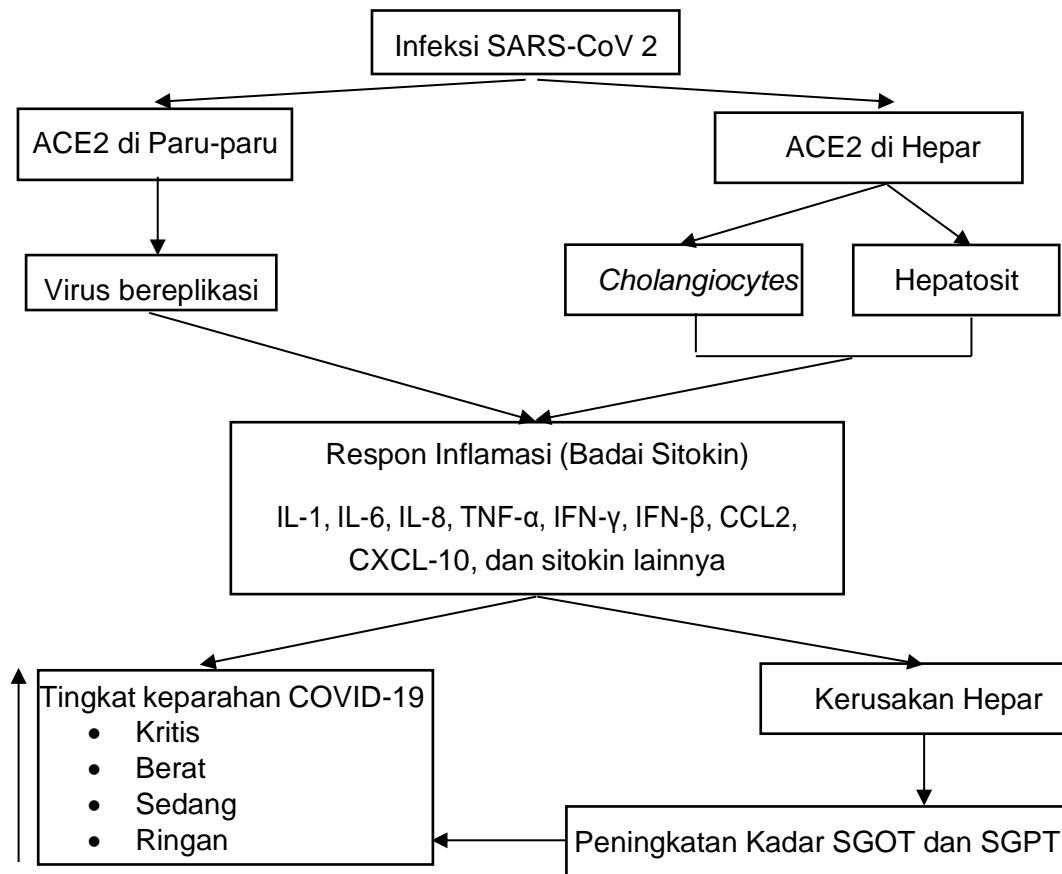 Infeksi SARS-CoV 2
ACE2 di Paru-paru
ACE2 di Hepar
Virus bereplikasi
Cholangiocytes
Hepatosit
Respon Inflamasi (Badai Sitokin)
IL-1, IL-6, IL-8, TNF-α, IFN-γ, IFN-β, CCL2,
CXCL-10, dan sitokin lainnya
Tingkat keparahan COVID-19
• Kritis
• Berat
• Sedang
• Ringan
Kerusakan Hepar
Peningkatan Kadar SGOT dan SGPT